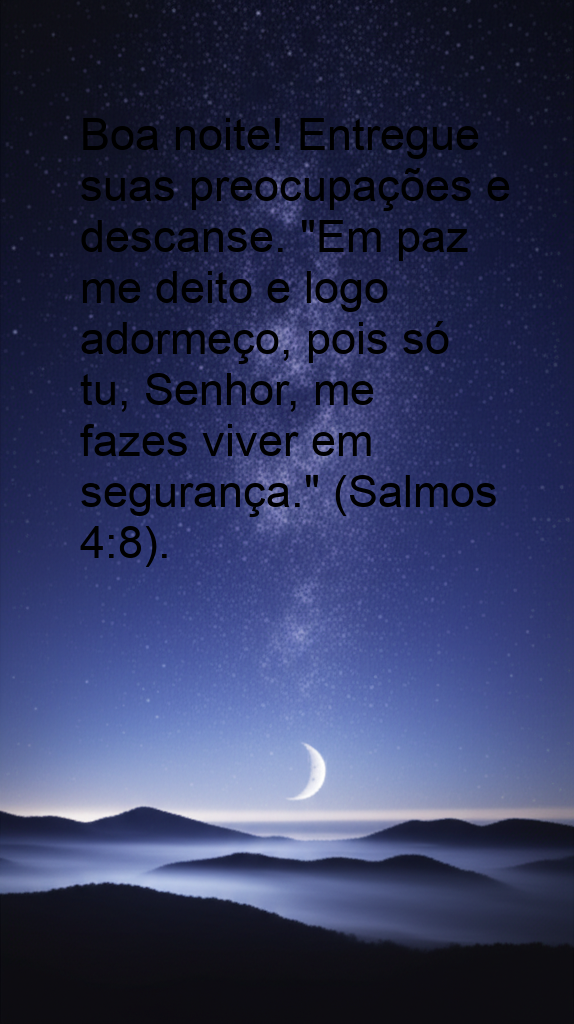 Boa noite! Entregue
suas preocupações e
descanse. "Em paz
me deito e logo
adormeço, pois só
tu, Senhor, me
fazes viver em
segurança." (Salmos
4:8).